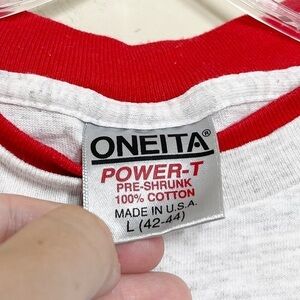 ONEITA®
POWER-T
PRE-SHRUNK
100% COTTON
MADE IN U.S.A.
L (42-44)